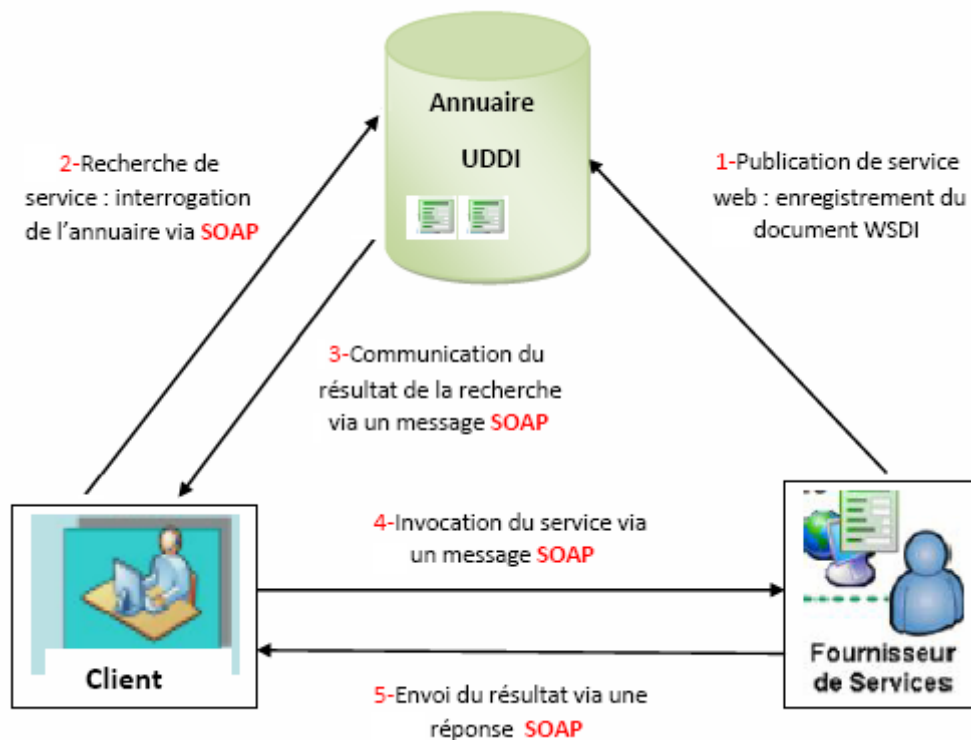 Annuaire
UDDI
2-Recherche de
service : interrogation
de l'annuaire via SOAP
1-Publication de service
web : enregistrement du
document WSDI
3-Communication du
résultat de la recherche
via un message SOAP
4-Invocation du service via
un message SOAP
Client
Fournisseur
de Services
5-Envoi du résultat via une
réponse SOAP